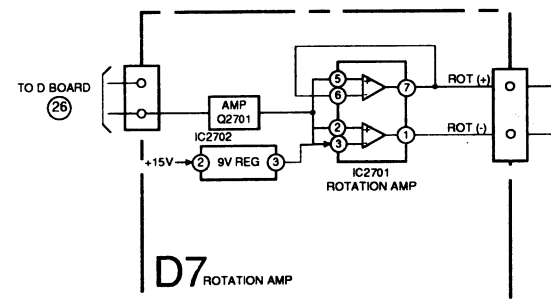 TO D BOARD
26
AMP
Q2701
IC2702
+15V
2
9V REG
3
5
6
7
2
3
1
+
-
+
-
ROT (+)
ROT (-)
IC2701
ROTATION AMP
D7 ROTATION AMP